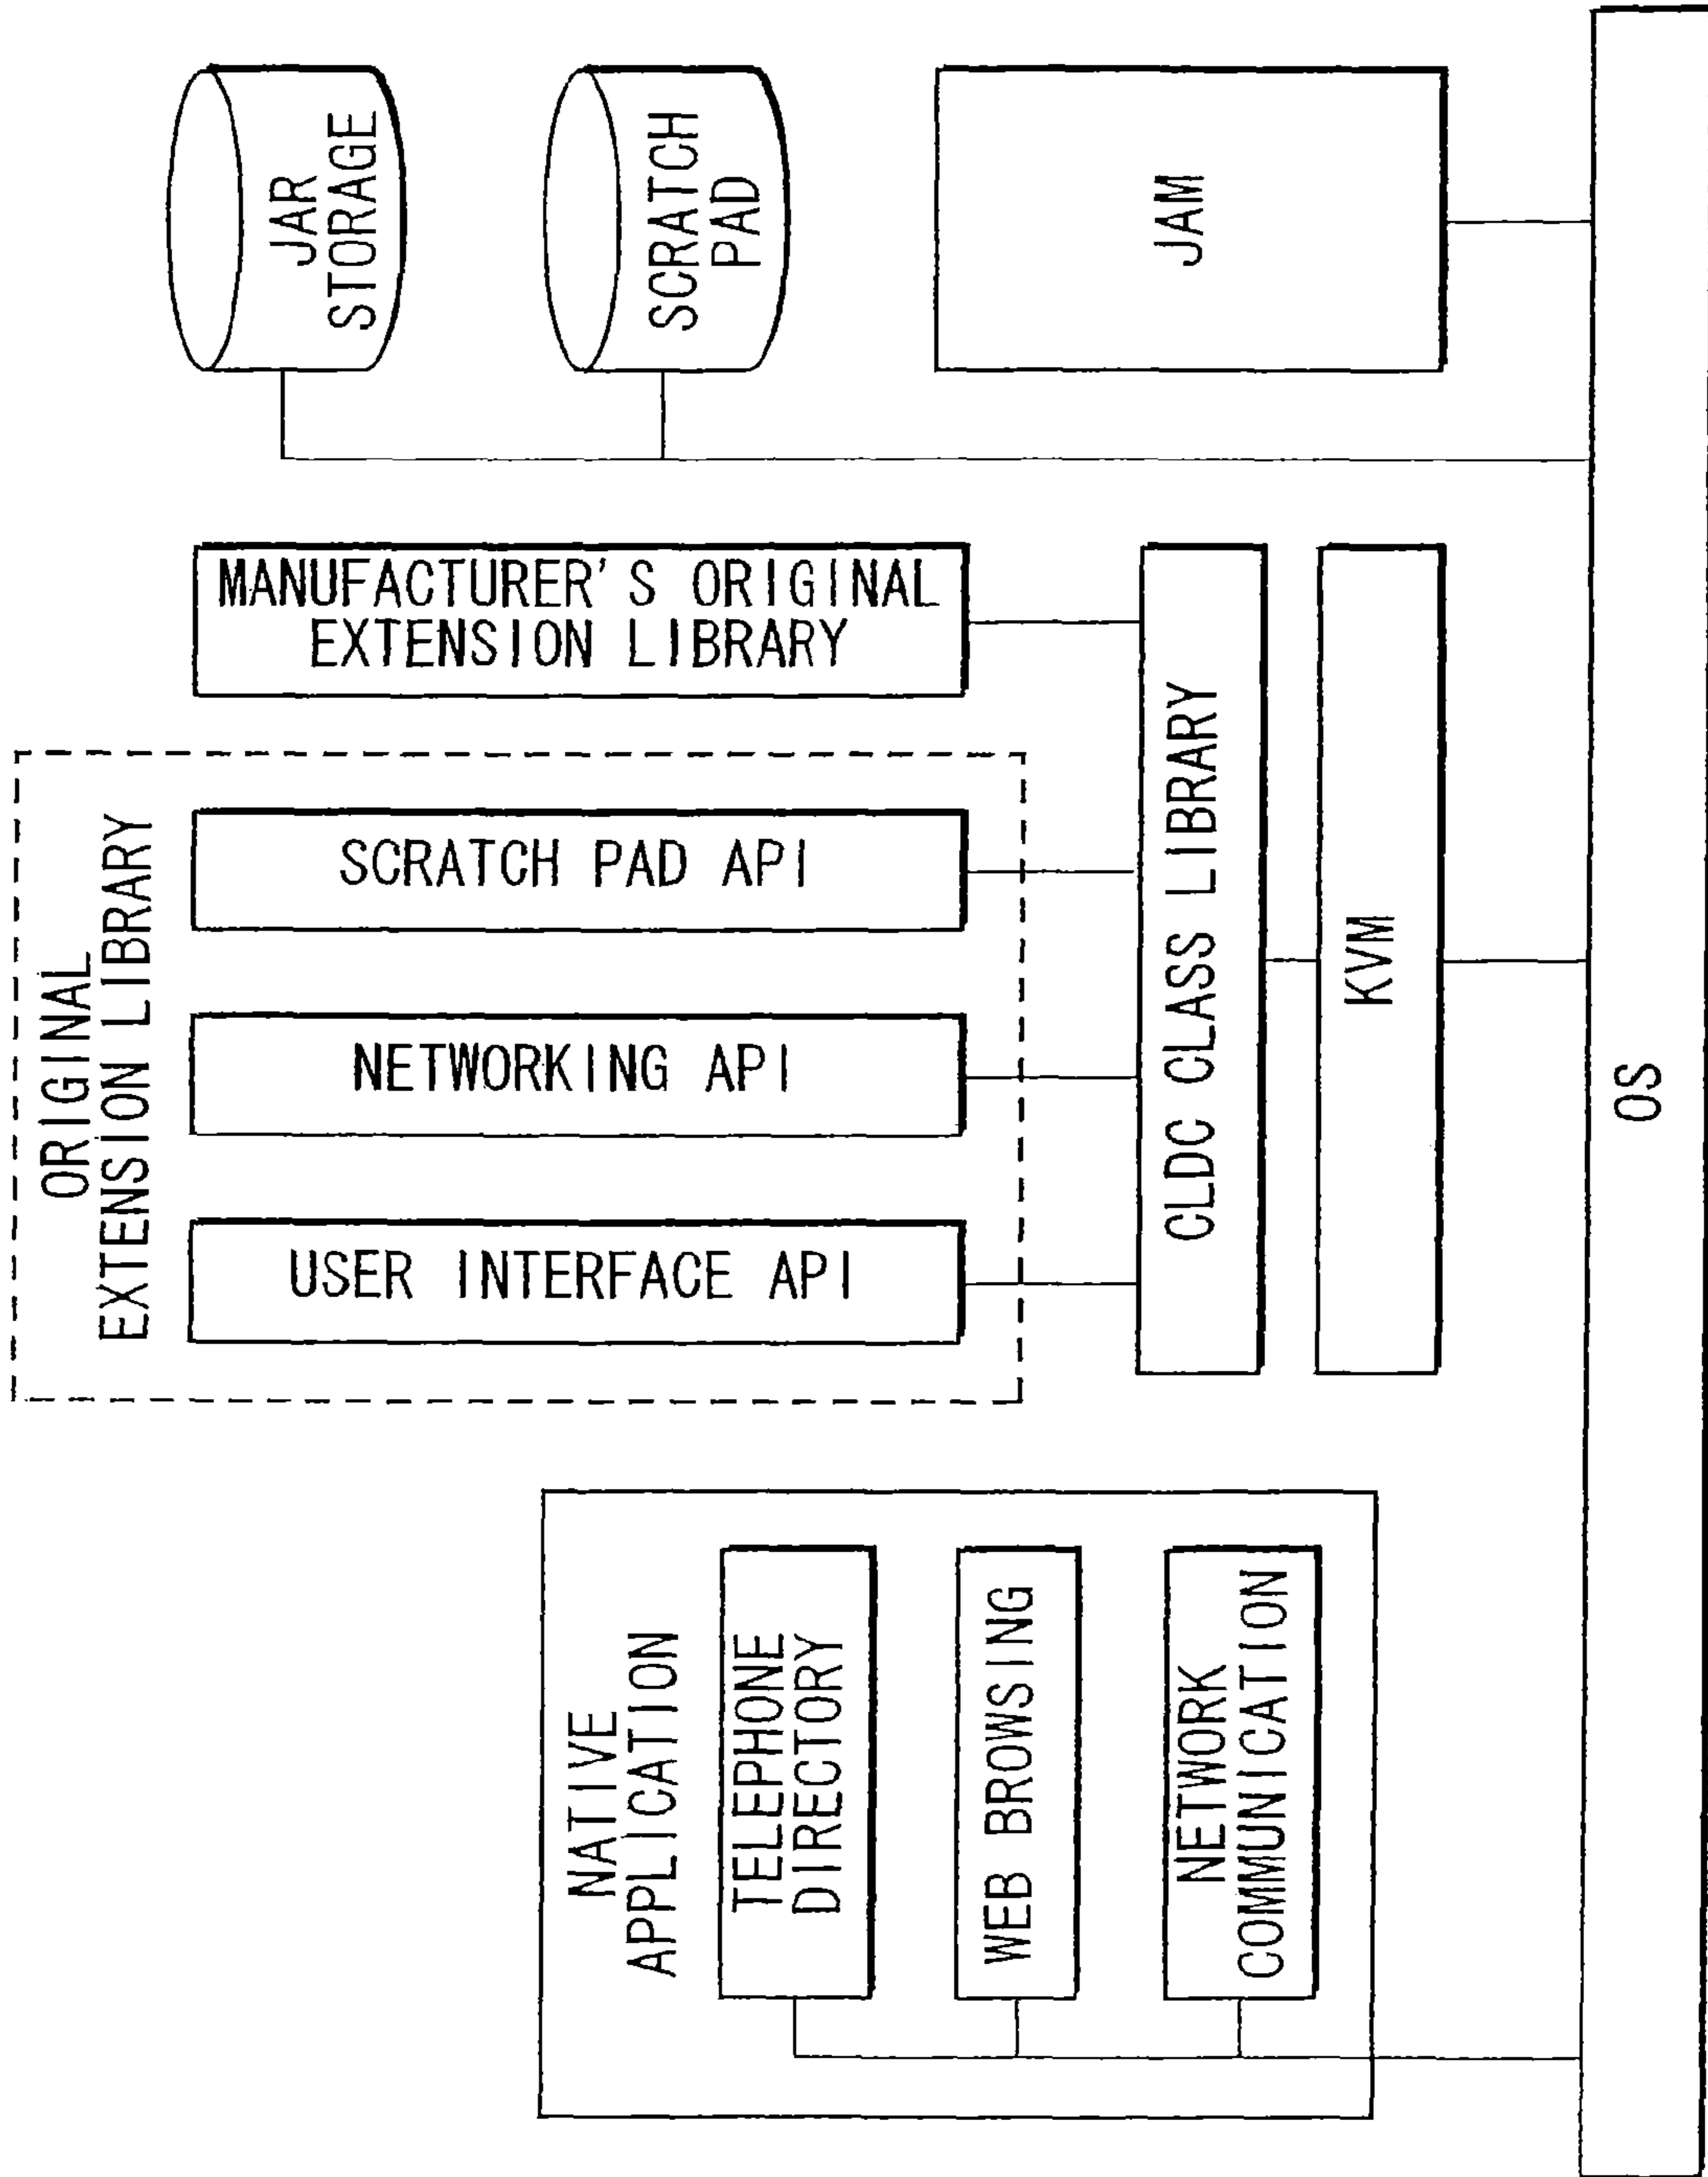 ORIGINAL
EXTENSION LIBRARY
NATIVE
APPLICATION
TELEPHONE
DIRECTORY
WEB BROWSING
NETWORK
COMMUNICATION
USER INTERFACE API
NETWORKING API
SCRATCH PAD API
MANUFACTURER'S ORIGINAL
EXTENSION LIBRARY
CLDC CLASS LIBRARY
KVM
JAR
STORAGE
SCRATCH
PAD
JAM
OS